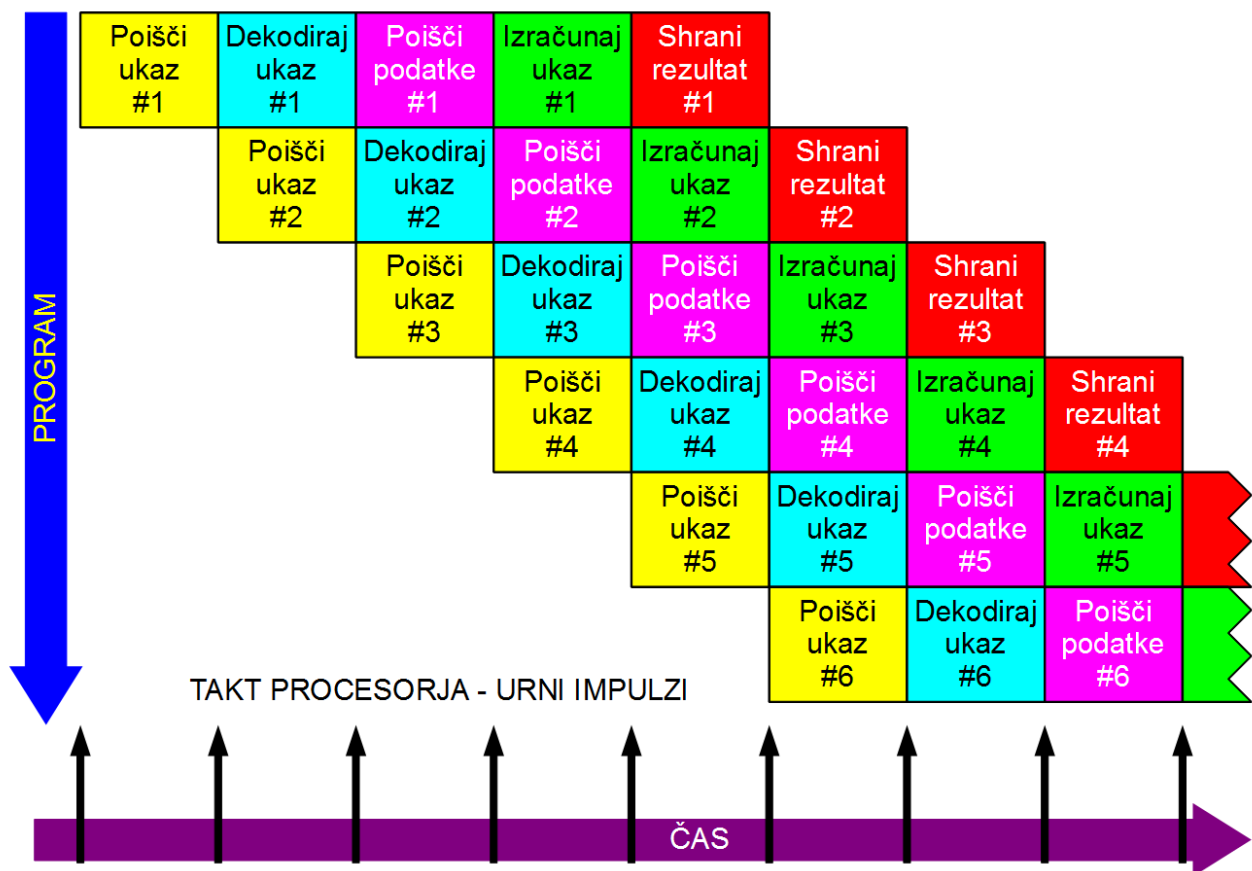 Poišči
ukaz
#1
Dekodiraj
ukaz
#1
Poišči
podatke
#1
Izračunaj
ukaz
#1
Shrani
rezultat
#1
Poišči
ukaz
#2
Dekodiraj
ukaz
#2
Poišči
podatke
#2
Izračunaj
ukaz
#2
Shrani
rezultat
#2
Poišči
ukaz
#3
Dekodiraj
ukaz
#3
Poišči
podatke
#3
Izračunaj
ukaz
#3
Shrani
rezultat
#3
Poišči
ukaz
#4
Dekodiraj
ukaz
#4
Poišči
podatke
#4
Izračunaj
ukaz
#4
Shrani
rezultat
#4
Poišči
ukaz
#5
Dekodiraj
ukaz
#5
Poišči
podatke
#5
Izračunaj
ukaz
#5
Poišči
ukaz
#6
Dekodiraj
ukaz
#6
Poišči
podatke
#6
PROGRAM
TAKT PROCESORJA - URNI IMPULZI
ČAS